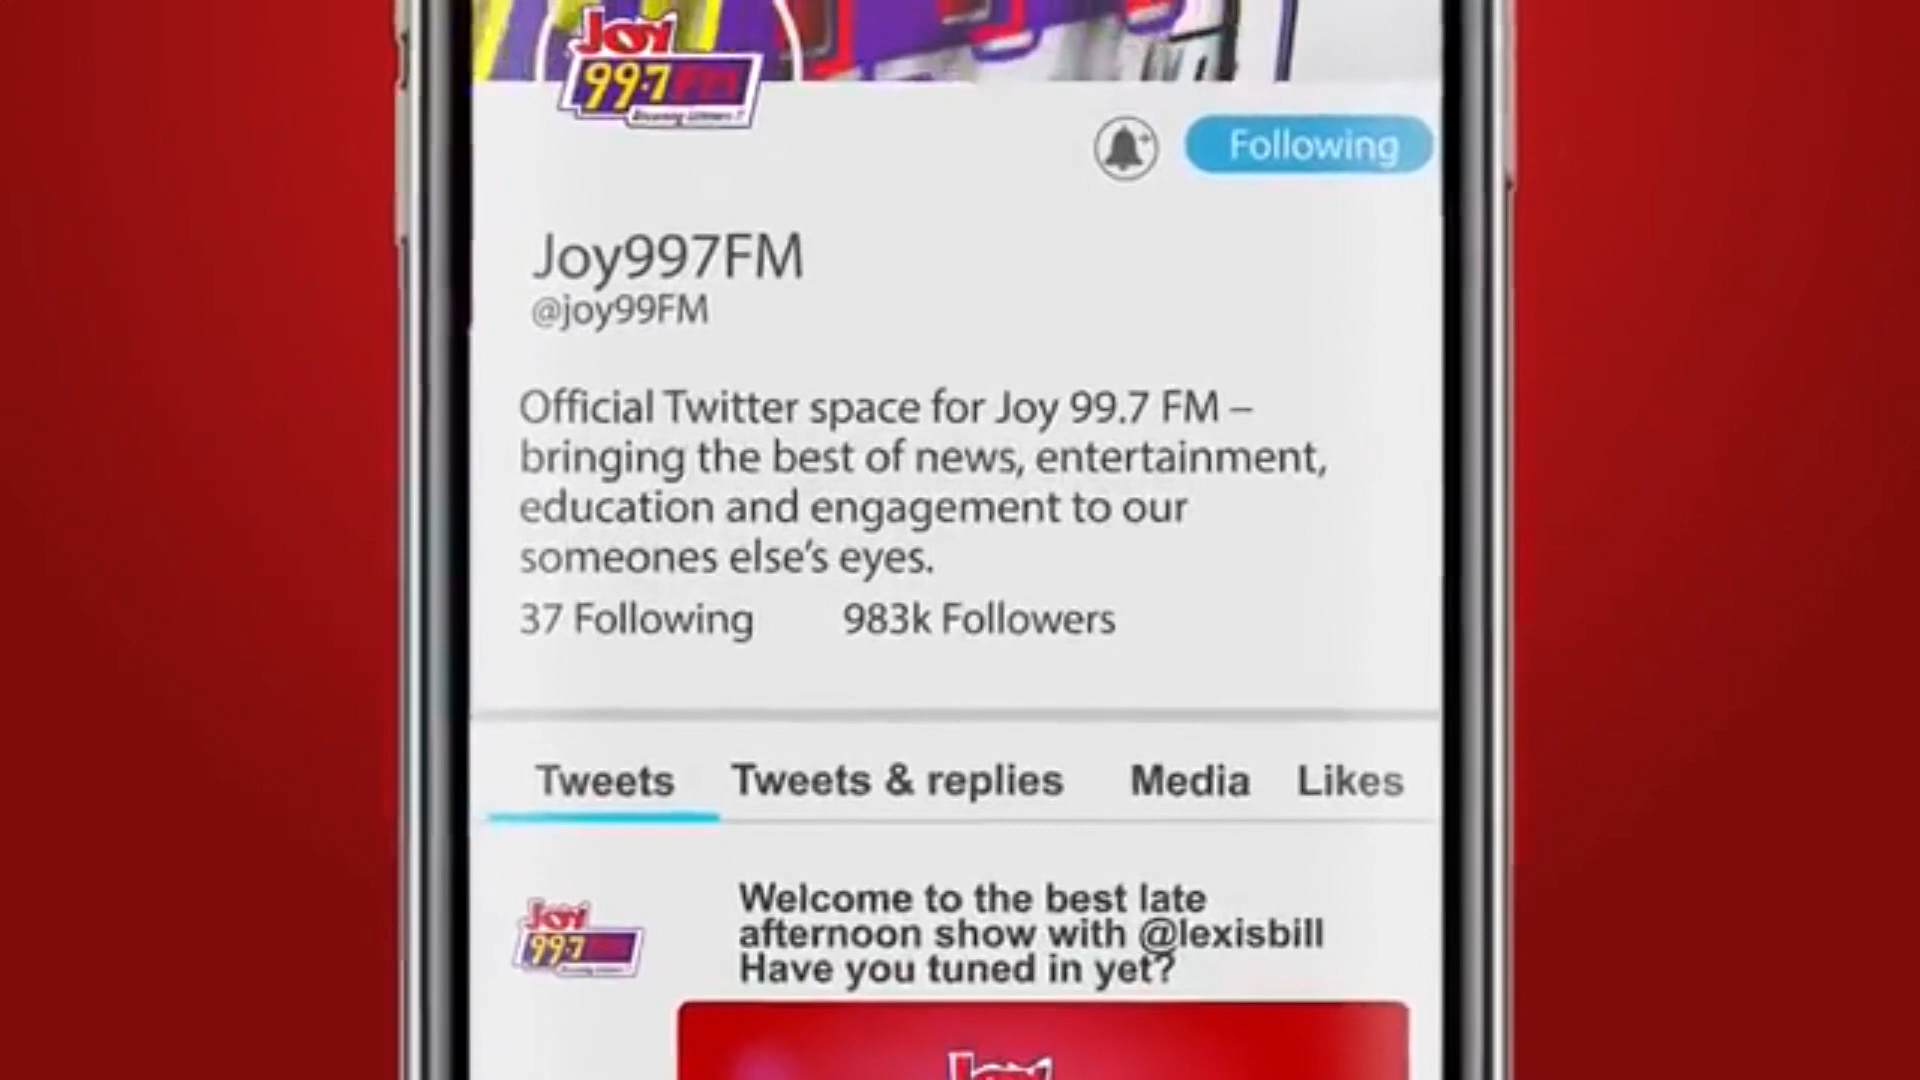 Joy
99.7 FM
Following
Joy997FM
@joy99FM
Official Twitter space for Joy 99.7 FM –
bringing the best of news, entertainment,
education and engagement to our
someones else’s eyes.
37 Following 983k Followers
Tweets Tweets & replies Media Likes
Joy
99.7
Welcome to the best late
afternoon show with @lexisbill
Have you tuned in yet?
Joy